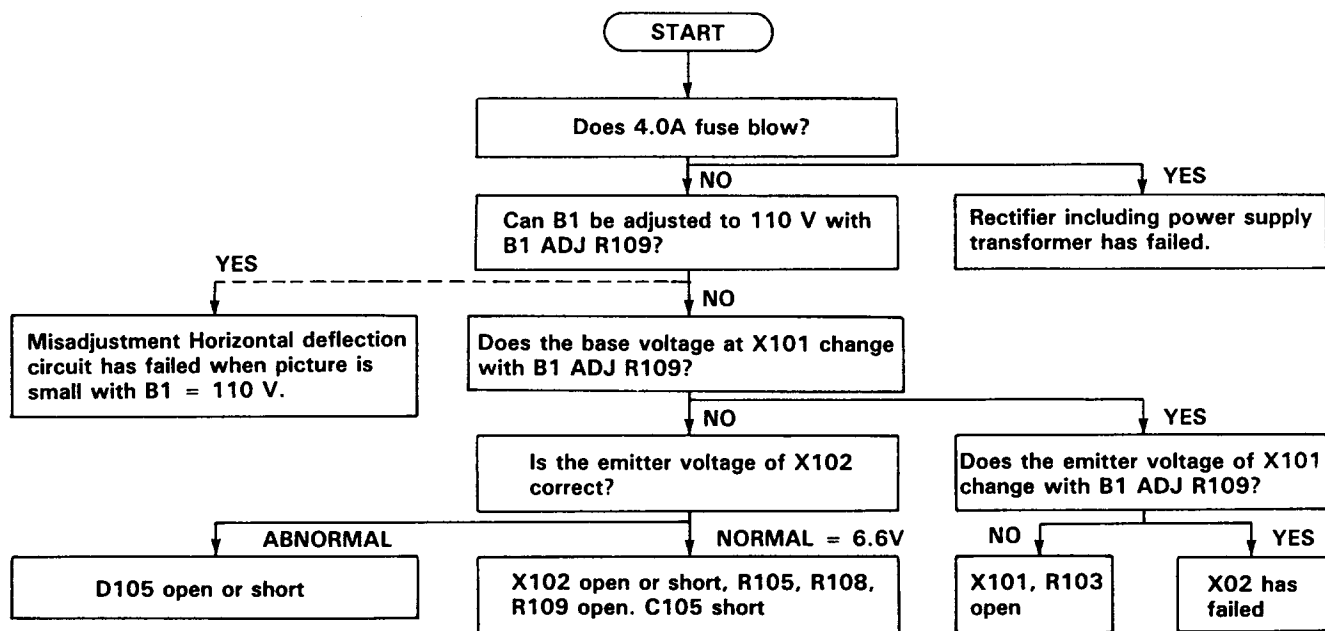 START
Does 4.0A fuse blow?
NO
YES
Can B1 be adjusted to 110 V with
B1 ADJ R109?
Rectifier including power supply
transformer has failed.
YES
NO
Misadjustment Horizontal deflection
circuit has failed when picture is
small with B1 = 110 V.
Does the base voltage at X101 change
with B1 ADJ R109?
NO
YES
Is the emitter voltage of X102
correct?
Does the emitter voltage of X101
change with B1 ADJ R109?
ABNORMAL
NORMAL = 6.6V
NO
YES
D105 open or short
X102 open or short, R105, R108,
R109 open. C105 short
X101, R103
open
X02 has
failed